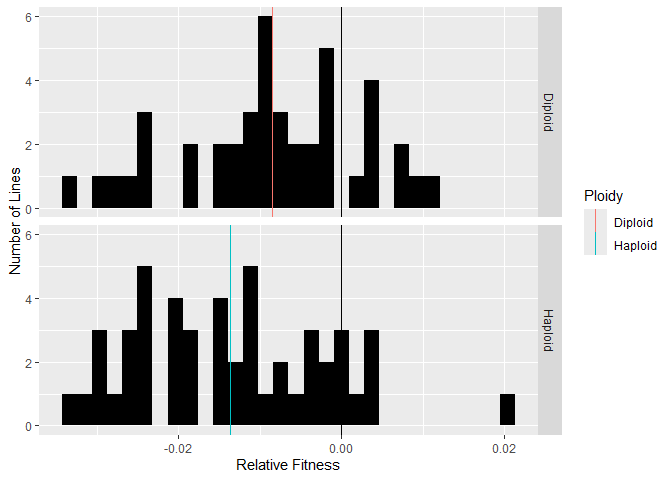 Number of Lines
6
4
2
0
Diploid
6
4
2
0
Haploid
-0.02
0.00
0.02
Relative Fitness
Ploidy
Diploid
Haploid